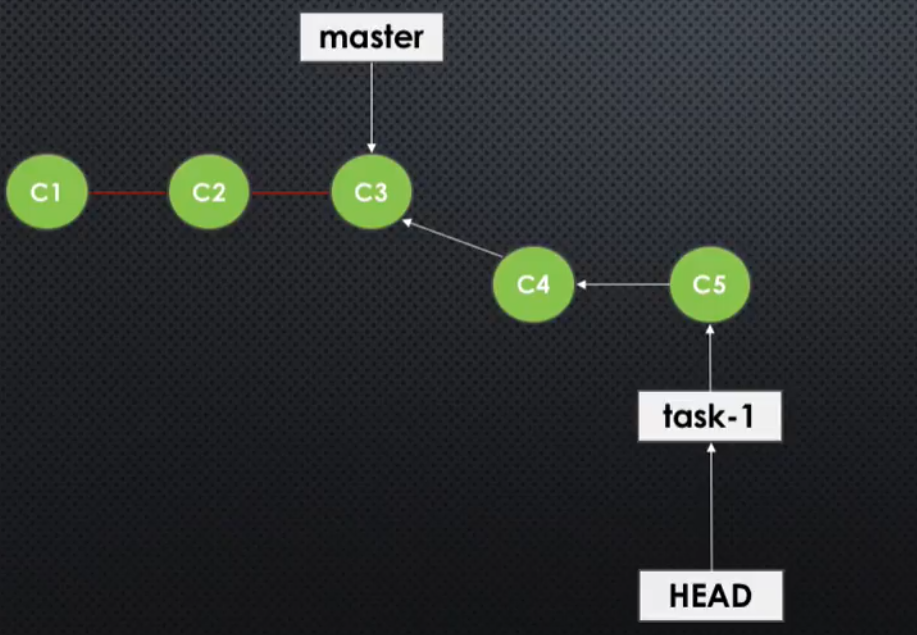 master
C1 C2 C3
C4 C5
task-1
HEAD